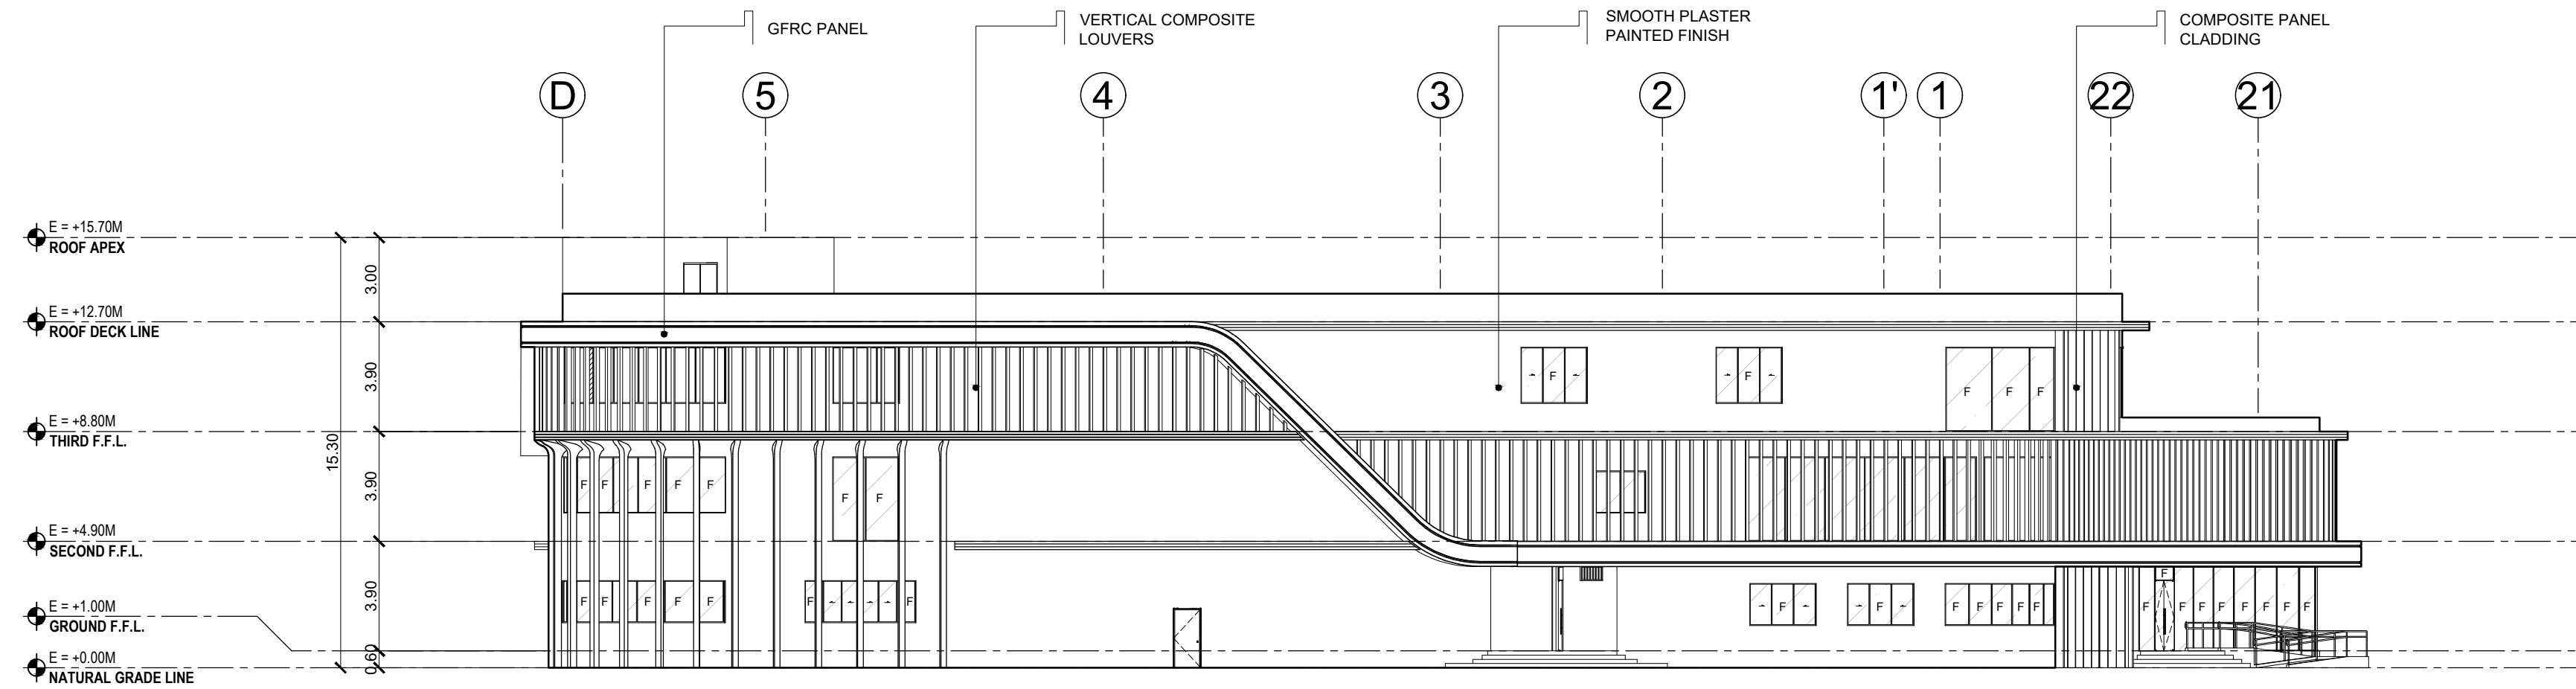 GFRC PANEL
VERTICAL COMPOSITE
LOUVERS
SMOOTH PLASTER
PAINTED FINISH
COMPOSITE PANEL
CLADDING
D 5 4 3 2 1' 1 22 21
E = +15.70M
ROOF APEX
3.00
E = +12.70M
ROOF DECK LINE
3.90
F F
F F F
E = +8.80M
THIRD F.F.L.
15.30
3.90
F F F F F
F F
E = +4.90M
SECOND F.F.L.
3.90
F
F F F F F
F F
F
F F F F F
F F F F F F F F
E = +1.00M
GROUND F.F.L.
0.60
E = +0.00M
NATURAL GRADE LINE